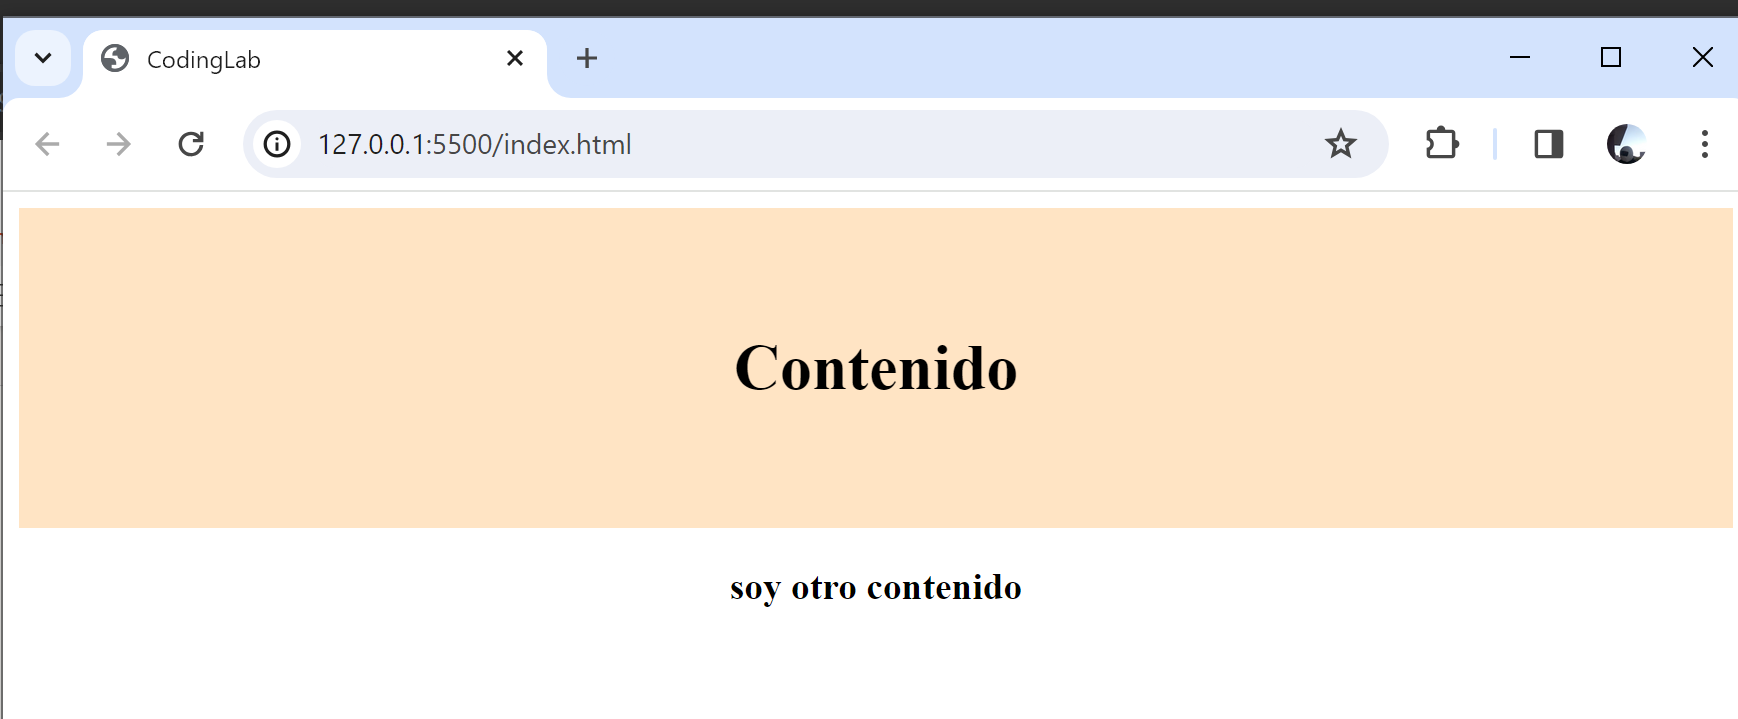 CodingLab
127.0.0.1:5500/index.html
Contenido
soy otro contenido